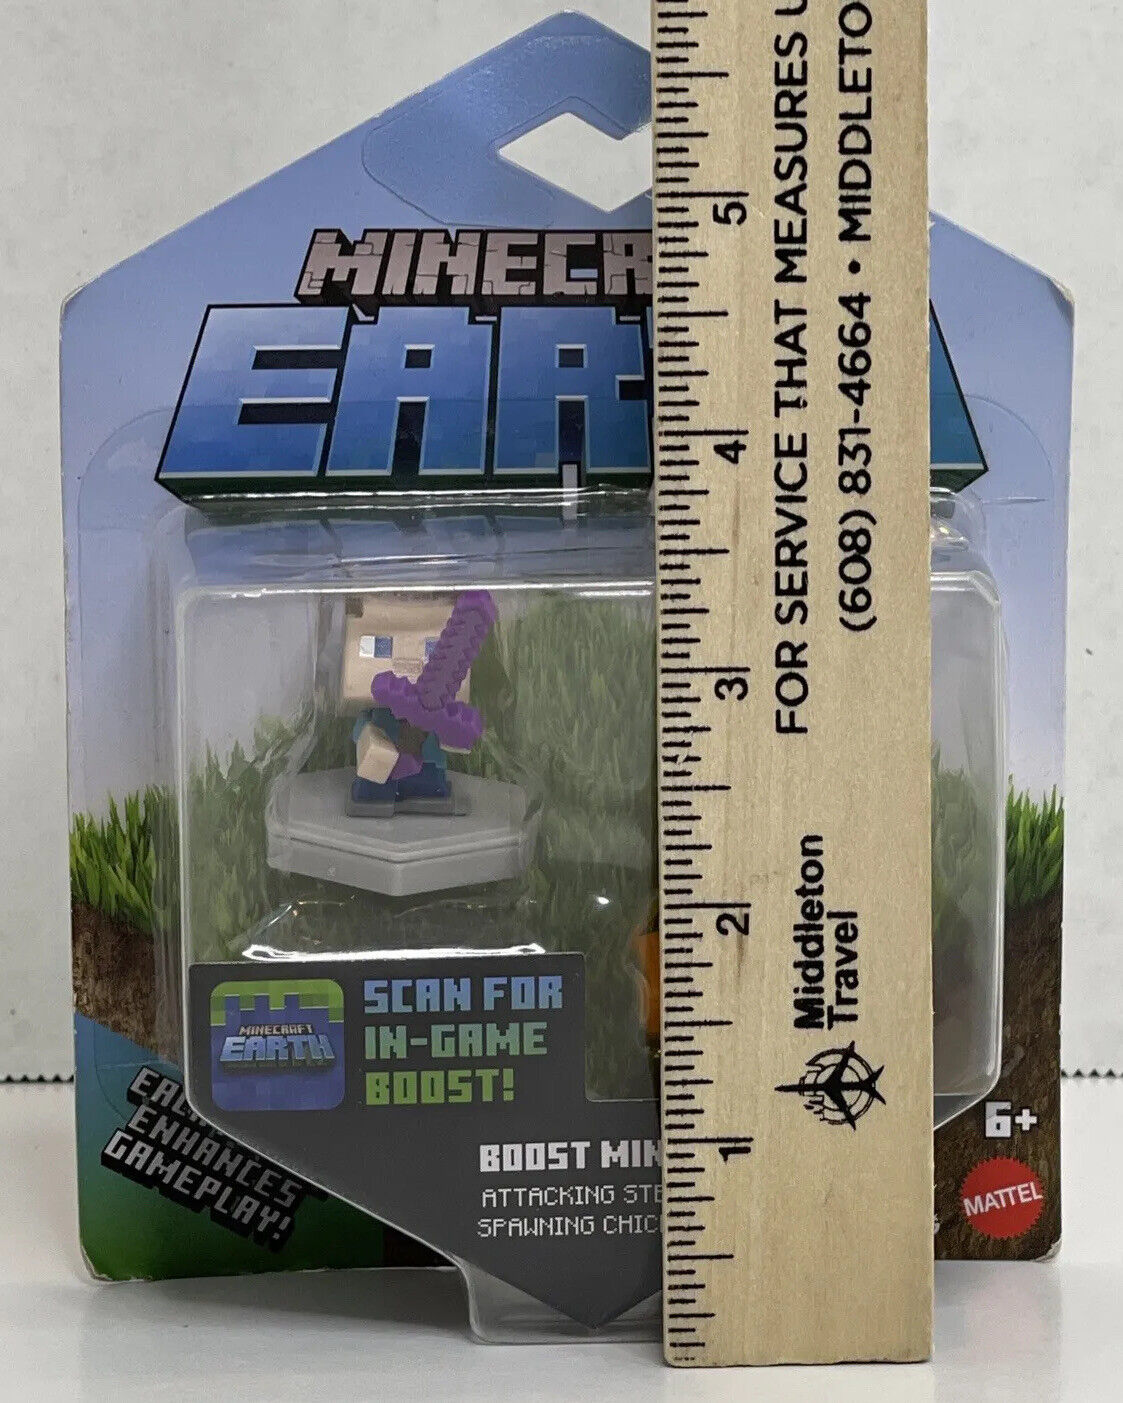 MINECR
EAR
5
4
3
2
1
FOR SERVICE THAT MEASURES U
(608) 831-4664 • MIDDLETO
Middleton
Travel
MINECRAFT
EARTH
SCAN FOR
IN-GAME
BOOST!
ENHANCES
GAMEPLAY!
BOOST MIN
ATTACKING STE
SPAWNING CHIC
6+
MATTEL